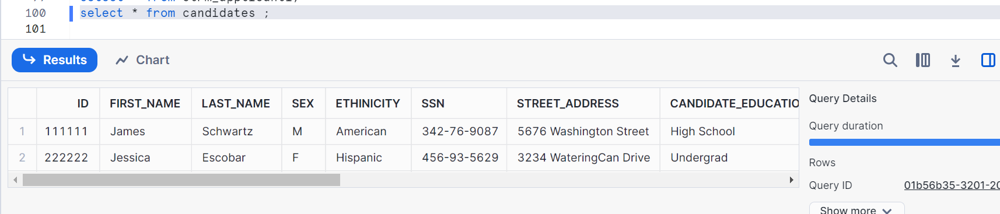 100 select * from candidates ;
101
Results Chart
ID FIRST_NAME LAST_NAME SEX ETHINICITY SSN STREET_ADDRESS CANDIDATE_EDUCATIO
1 111111 James Schwartz M American 342-76-9087 5676 Washington Street High School
2 222222 Jessica Escobar F Hispanic 456-93-5629 3234 WateringCan Drive Undergrad
Query Details
Query duration
Rows
Query ID 01b56b35-3201-20
Show more